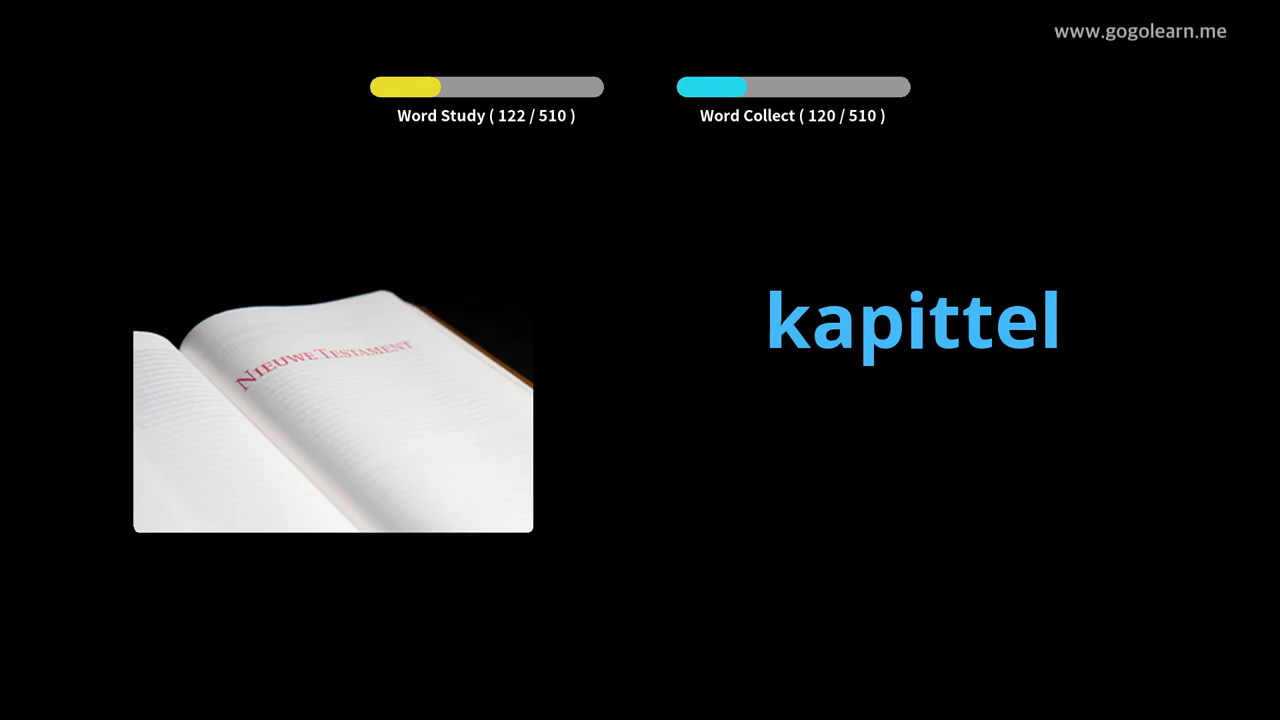 www.gogolearn.me
Word Study ( 122 / 510 )
Word Collect ( 120 / 510 )
kapittel
NIEUWE TESTAMENT